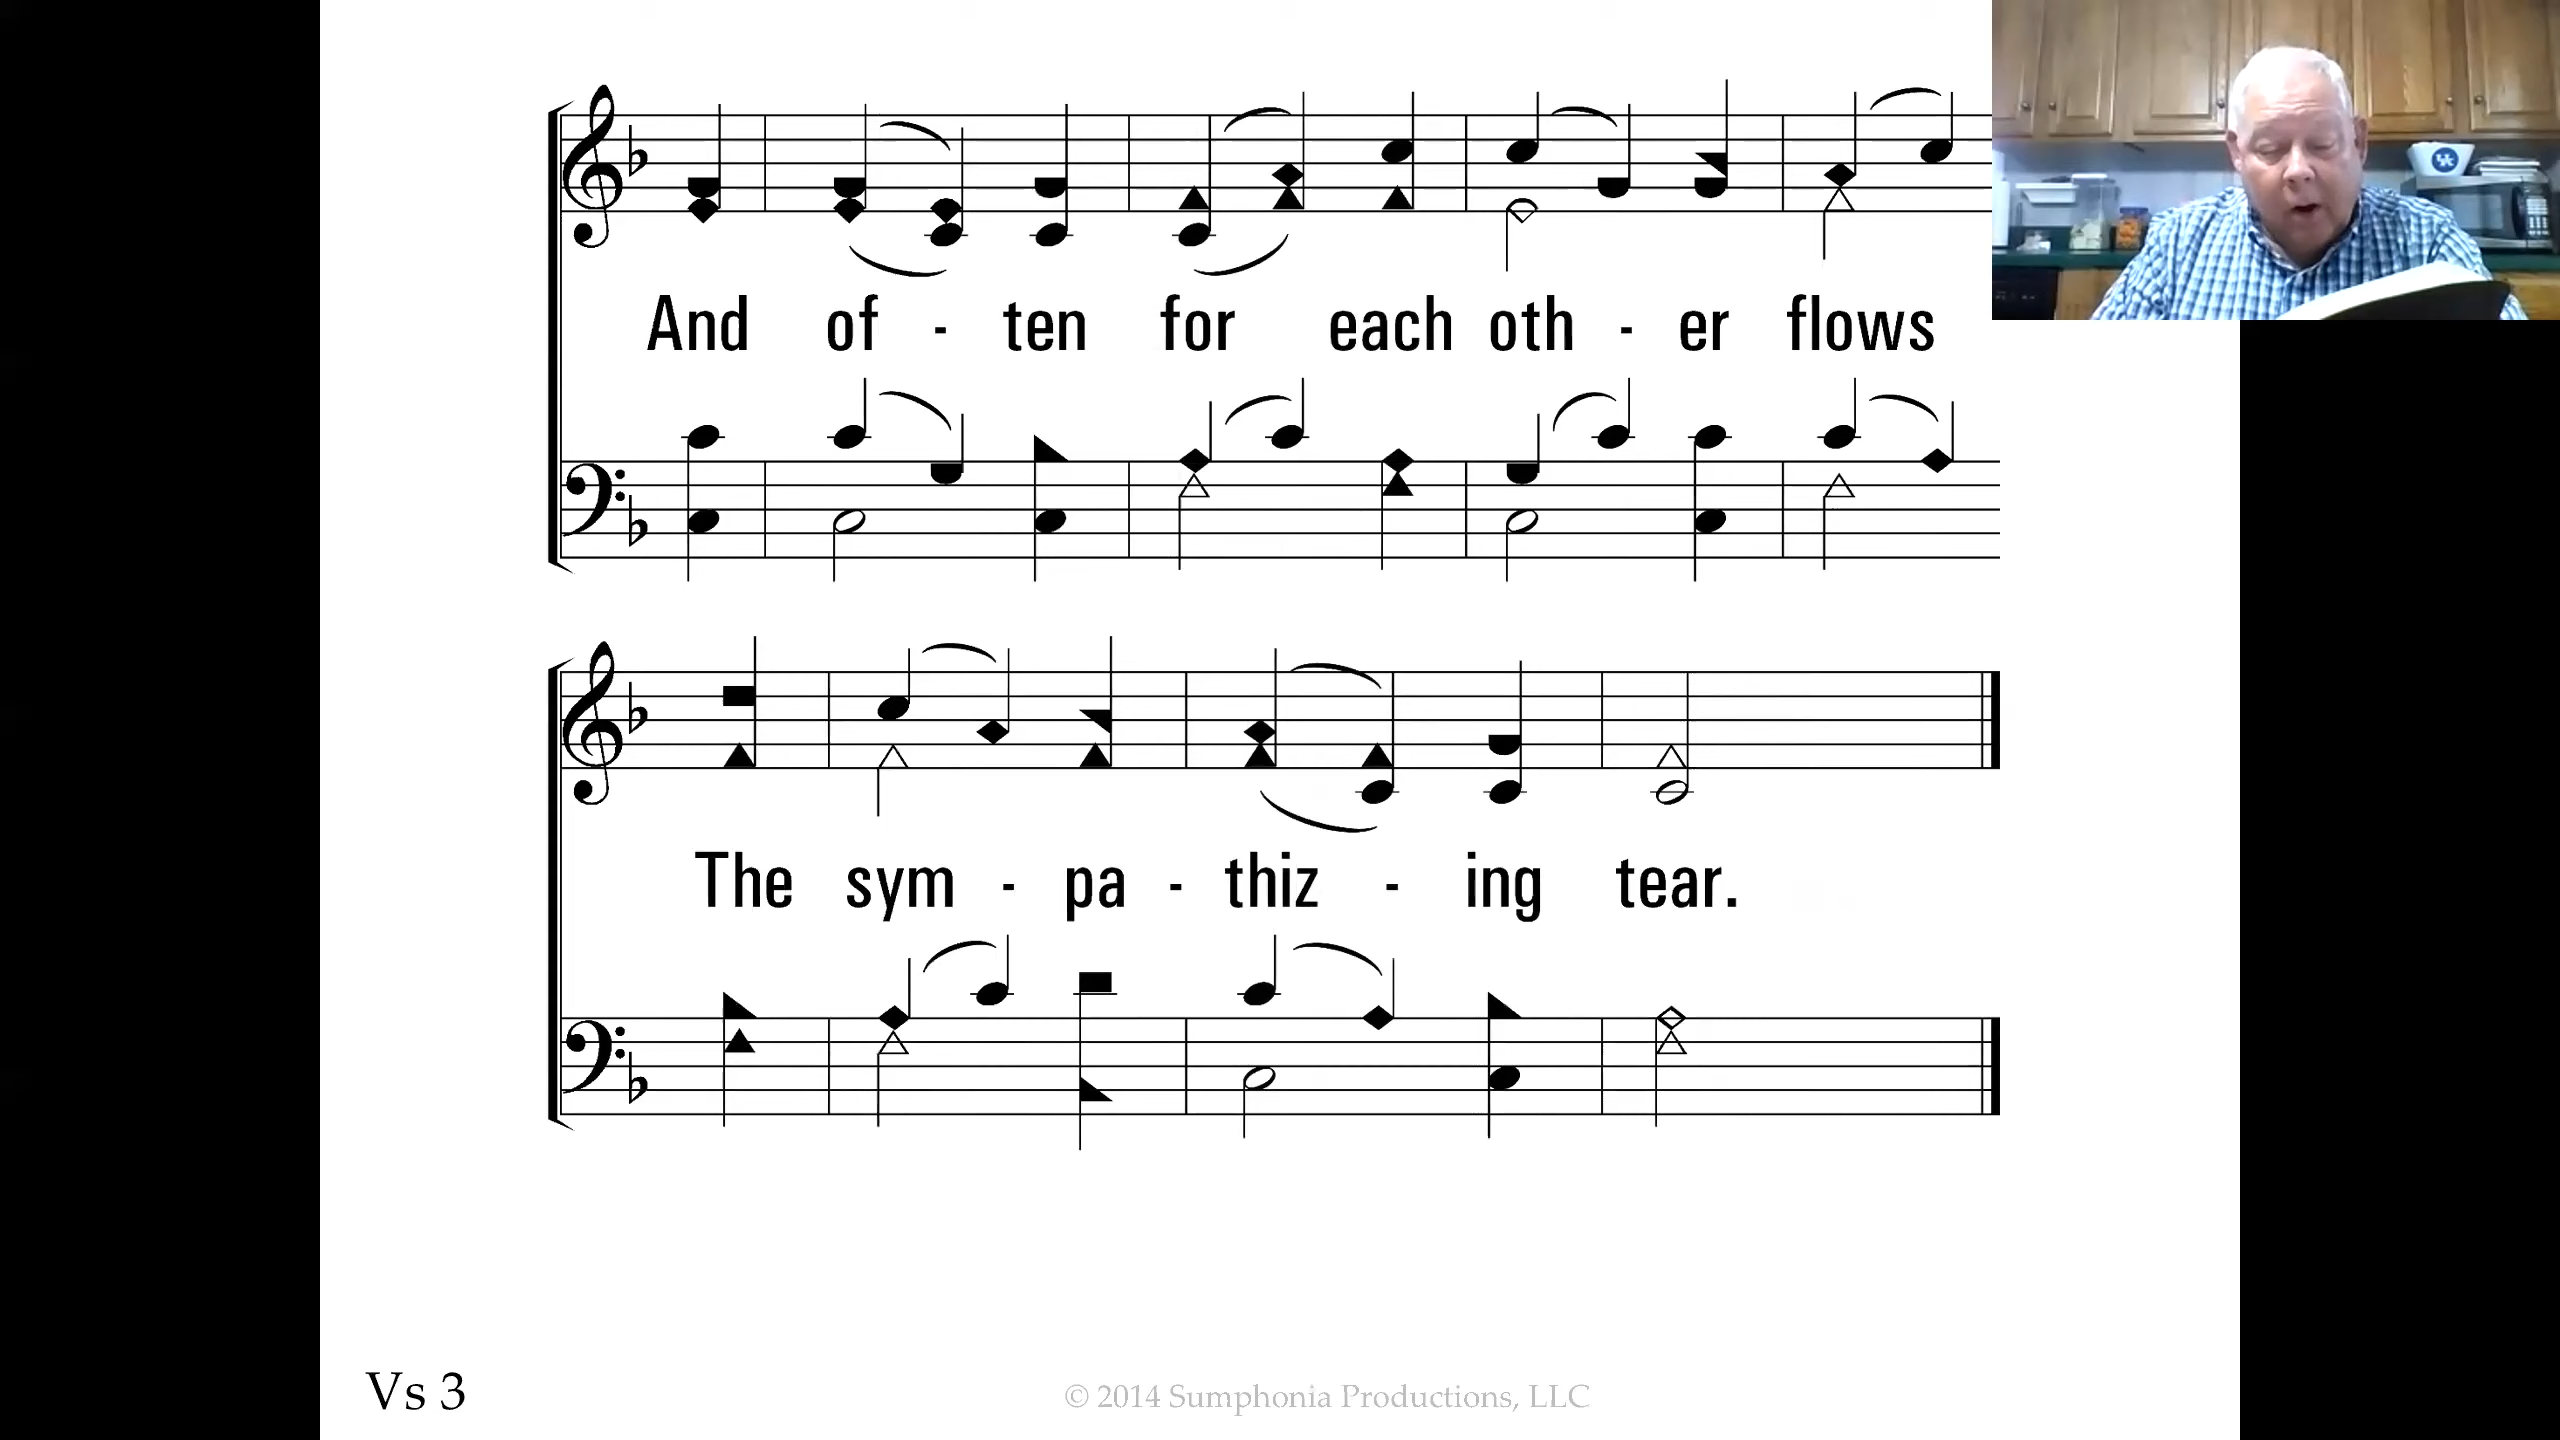 UK
And of - ten for each oth - er flows
The sym - pa - thiz - ing tear.
Vs 3
© 2014 Sumphonia Productions, LLC